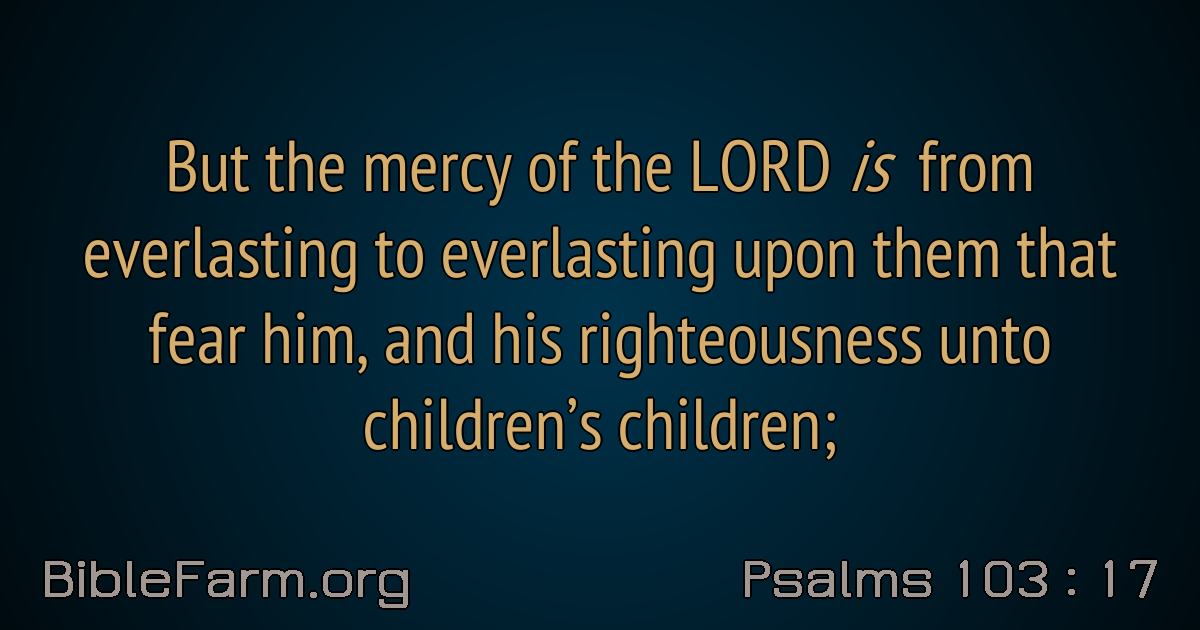 But the mercy of the LORD is from
everlasting to everlasting upon them that
fear him, and his righteousness unto
children’s children;
BibleFarm.org
Psalms 103 : 17